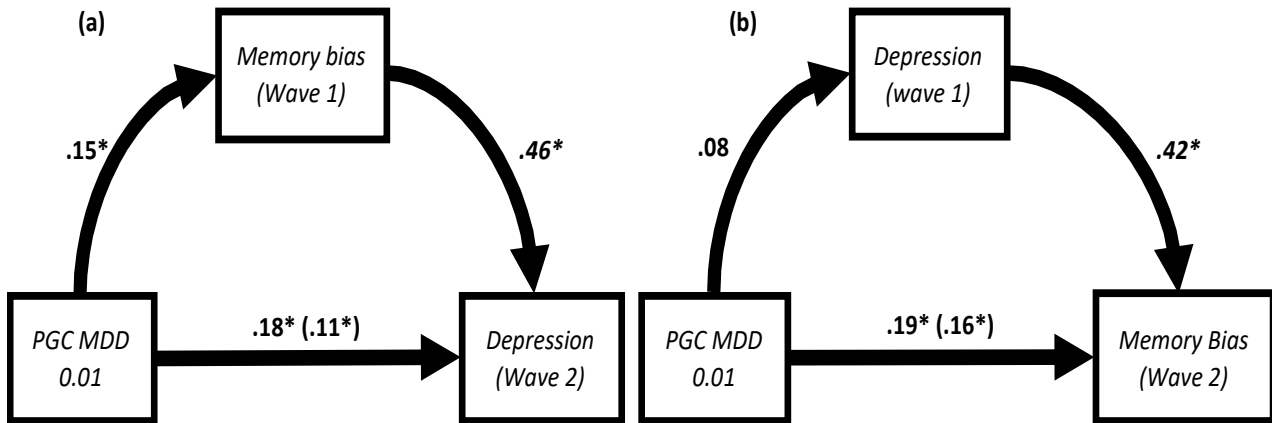 (a)
Memory bias
(Wave 1)
.15*
.46*
PGC MDD
0.01
.18* (.11*)
Depression
(Wave 2)
(b)
Depression
(wave 1)
.08
.42*
PGC MDD
0.01
.19* (.16*)
Memory Bias
(Wave 2)